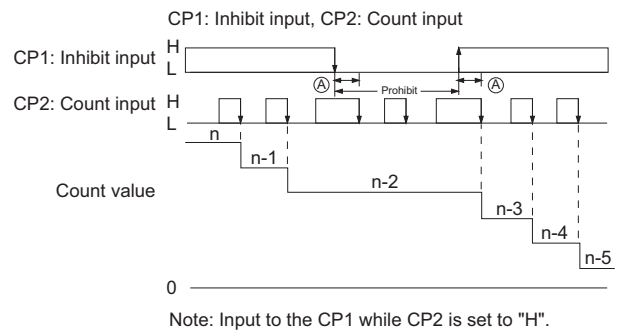 CP1: Inhibit input, CP2: Count input
CP1: Inhibit input H
L
A Prohibit A
CP2: Count input H
L
n
n-1
Count value n-2
n-3
n-4
n-5
0
Note: Input to the CP1 while CP2 is set to "H".